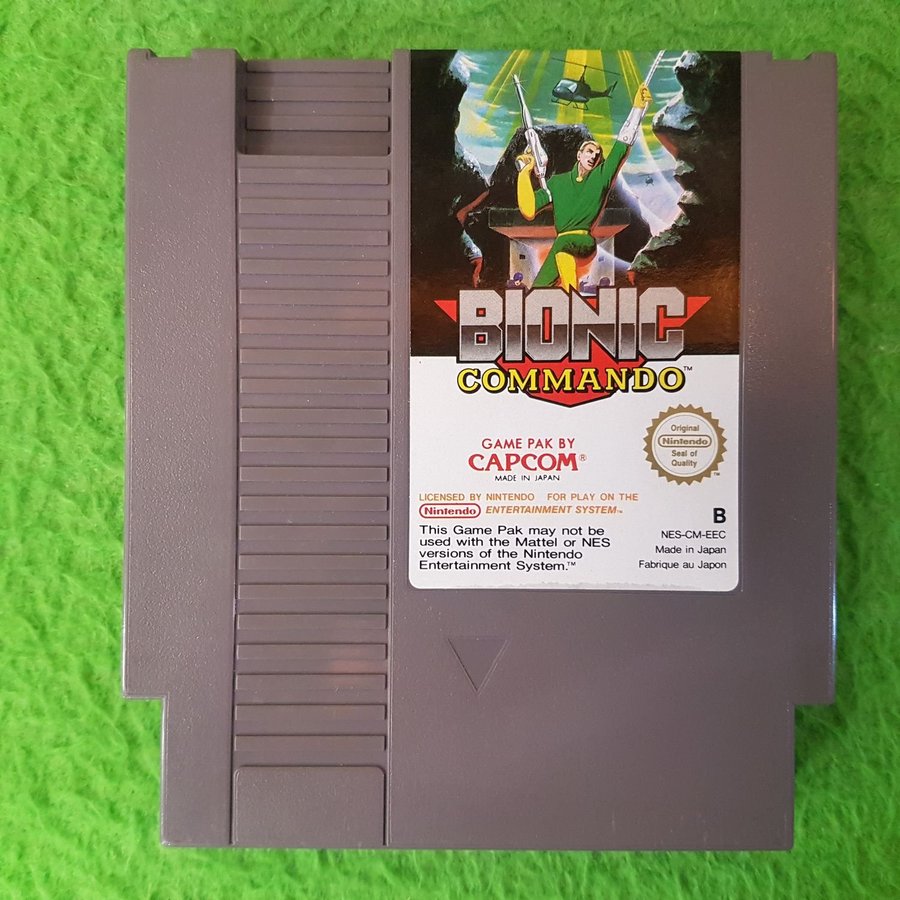 BIONIC
COMMANDO™
GAME PAK BY
CAPCOM®
MADE IN JAPAN
Original
Nintendo
Seal of
Quality
™
LICENSED BY NINTENDO FOR PLAY ON THE
Nintendo ENTERTAINMENT SYSTEM™
This Game Pak may not be
used with the Mattel or NES
versions of the Nintendo
Entertainment System.™
B
NES-CM-EEC
Made in Japan
Fabriqué au Japon